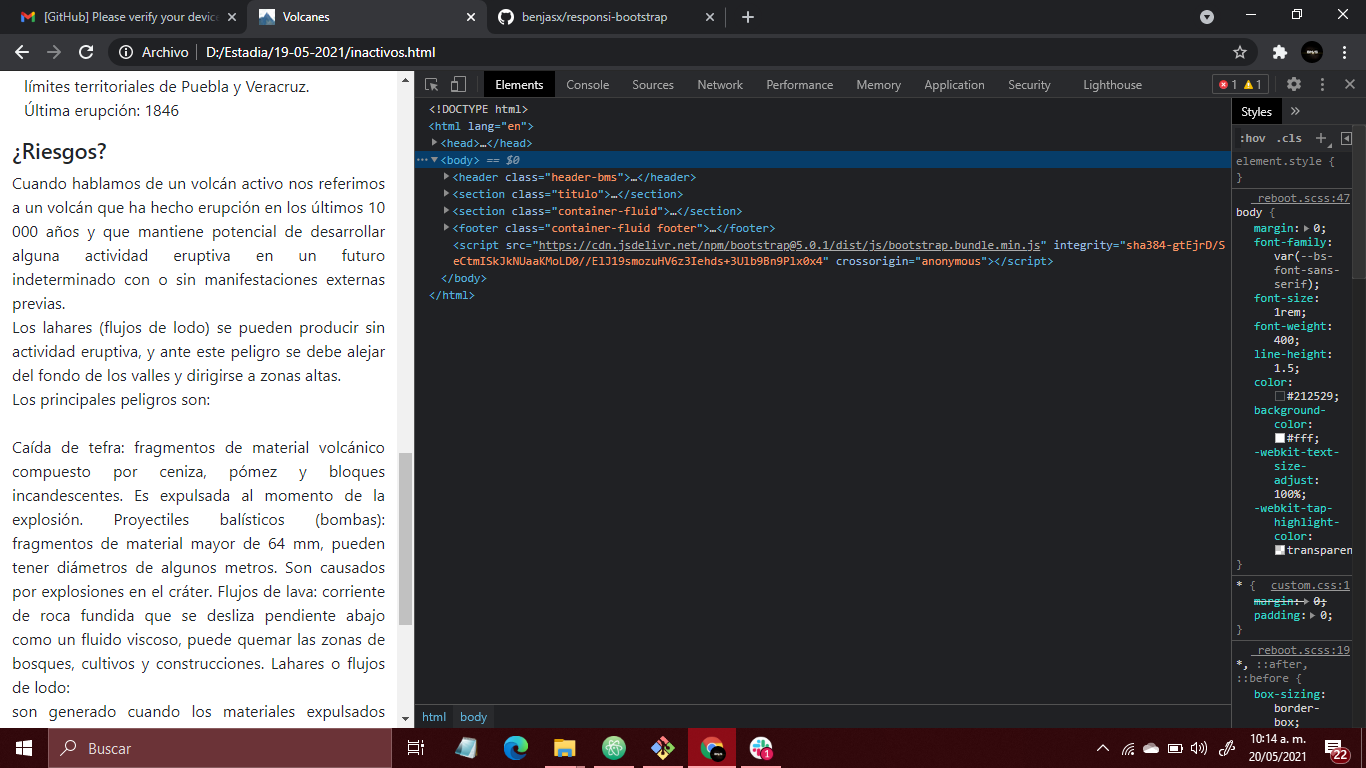 [GitHub] Please verify your device
Volcanes
benjasx/responsi-bootstrap
Archivo
D:/Estadia/19-05-2021/inactivos.html
límites territoriales de Puebla y Veracruz.
Última erupción: 1846
¿Riesgos?
Cuando hablamos de un volcán activo nos referimos
a un volcán que ha hecho erupción en los últimos 10
000 años y que mantiene potencial de desarrollar
alguna actividad eruptiva en un futuro
indeterminado con o sin manifestaciones externas
previas.
Los lahares (flujos de lodo) se pueden producir sin
actividad eruptiva, y ante este peligro se debe alejar
del fondo de los valles y dirigirse a zonas altas.
Los principales peligros son:
Caída de tefra: fragmentos de material volcánico
compuesto por ceniza, pómez y bloques
incandescentes. Es expulsada al momento de la
explosión. Proyectiles balísticos (bombas):
fragmentos de material mayor de 64 mm, pueden
tener diámetros de algunos metros. Son causados
por explosiones en el cráter. Flujos de lava: corriente
de roca fundida que se desliza pendiente abajo
como un fluido viscoso, puede quemar las zonas de
bosques, cultivos y construcciones. Lahares o flujos
de lodo:
son generado cuando los materiales expulsados
Elements Console Sources Network Performance Memory Application Security Lighthouse
1 1
<!DOCTYPE html>
<html lang="en">
<head>…</head>
<body> == $0
<header class="header-bms">…</header>
<section class="titulo">…</section>
<section class="container-fluid">…</section>
<footer class="container-fluid footer">…</footer>
<script src="https://cdn.jsdelivr.net/npm/bootstrap@5.0.1/dist/js/bootstrap.bundle.min.js" integrity="sha384-gtEjrD/S
eCtmISkJkNUaaKMoLD0//ElJ19smozuHV6z3Iehds+3Ulb9Bn9Plx0x4" crossorigin="anonymous"></script>
</body>
</html>
html body
Styles »
:hov .cls +
element.style {
}
_reboot.scss:47
body {
margin: 0;
font-family:
var(--bs-
font-sans-
serif);
font-size:
1rem;
font-weight:
400;
line-height:
1.5;
color:
#212529;
background-
color:
#fff;
-webkit-text-
size-
adjust:
100%;
-webkit-tap-
highlight-
color:
transparen
}
* { custom.css:1
margin: 0;
padding: 0;
}
_reboot.scss:19
*, ::after,
::before {
box-sizing:
border-
box;
Buscar
1
10:14 a. m.
20/05/2021
22